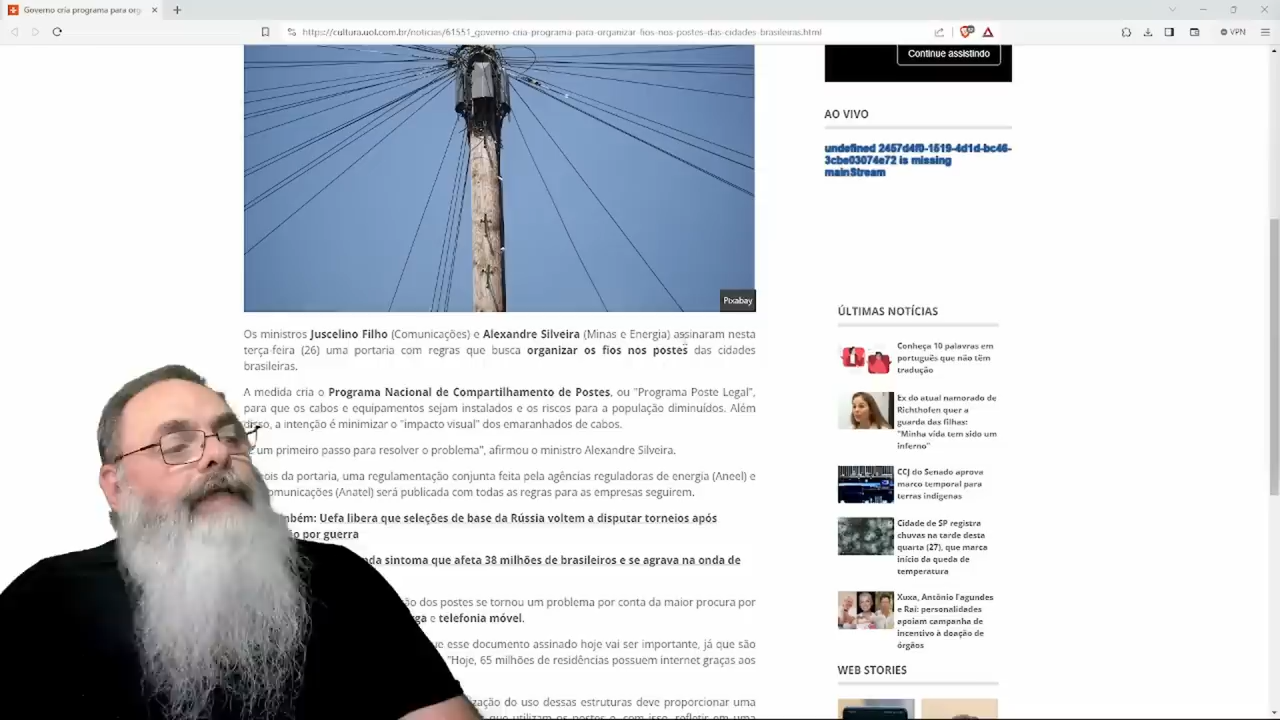 Governo cria programa para org
https://cultura.uol.com.br/noticias/61551_governo-cria-programa-para-organizar-fios-nos-postes-das-cidades-brasileiras.html
VPN
Pixabay
Os ministros Juscelino Filho (Comunicações) e Alexandre Silveira (Minas e Energia) assinaram nesta
terça-feira (26) uma portaria com regras que busca organizar os fios nos postes das cidades
brasileiras.
A medida cria o Programa Nacional de Compartilhamento de Postes, ou "Programa Poste Legal",
para que os cabos e equipamentos sejam instalados e os riscos para a população diminuídos. Além
a intenção é minimizar o "impacto visual" dos emaranhados de cabos.
um primeiro passo para resolver o problema", afirmou o ministro Alexandre Silveira.
da portaria, uma regulamentação conjunta feita pela agências reguladoras de energia (Aneel) e
(Anatel) será publicada com todas as regras para as empresas seguirem.
Uefa libera que seleções de base da Rússia voltem a disputar torneios após
por guerra
sintoma que afeta 38 milhões de brasileiros e se agrava na onda de
dos postes se tornou um problema por conta da maior procura por
e telefonia móvel.
esse documento assinado hoje vai ser importante, já que são
"Hoje, 65 milhões de residências possuem internet graças aos
do uso dessas estruturas deve proporcionar uma
Continue assistindo
AO VIVO
undefined 2457d4f0-1519-4d1d-bc46-
3cbe03074e72 is missing
mainStream
ÚLTIMAS NOTÍCIAS
Conheça 10 palavras em
português que não têm
tradução
Ex do atual namorado de
Richthofen quer a
guarda das filhas:
"Minha vida tem sido um
inferno"
CCJ do Senado aprova
marco temporal para
terras indígenas
Cidade de SP registra
chuvas na tarde desta
quarta (27), que marca
início da queda de
temperatura
Xuxa, Antônio Fagundes
e Raí: personalidades
apoiam campanha de
incentivo à doação de
órgãos
WEB STORIES